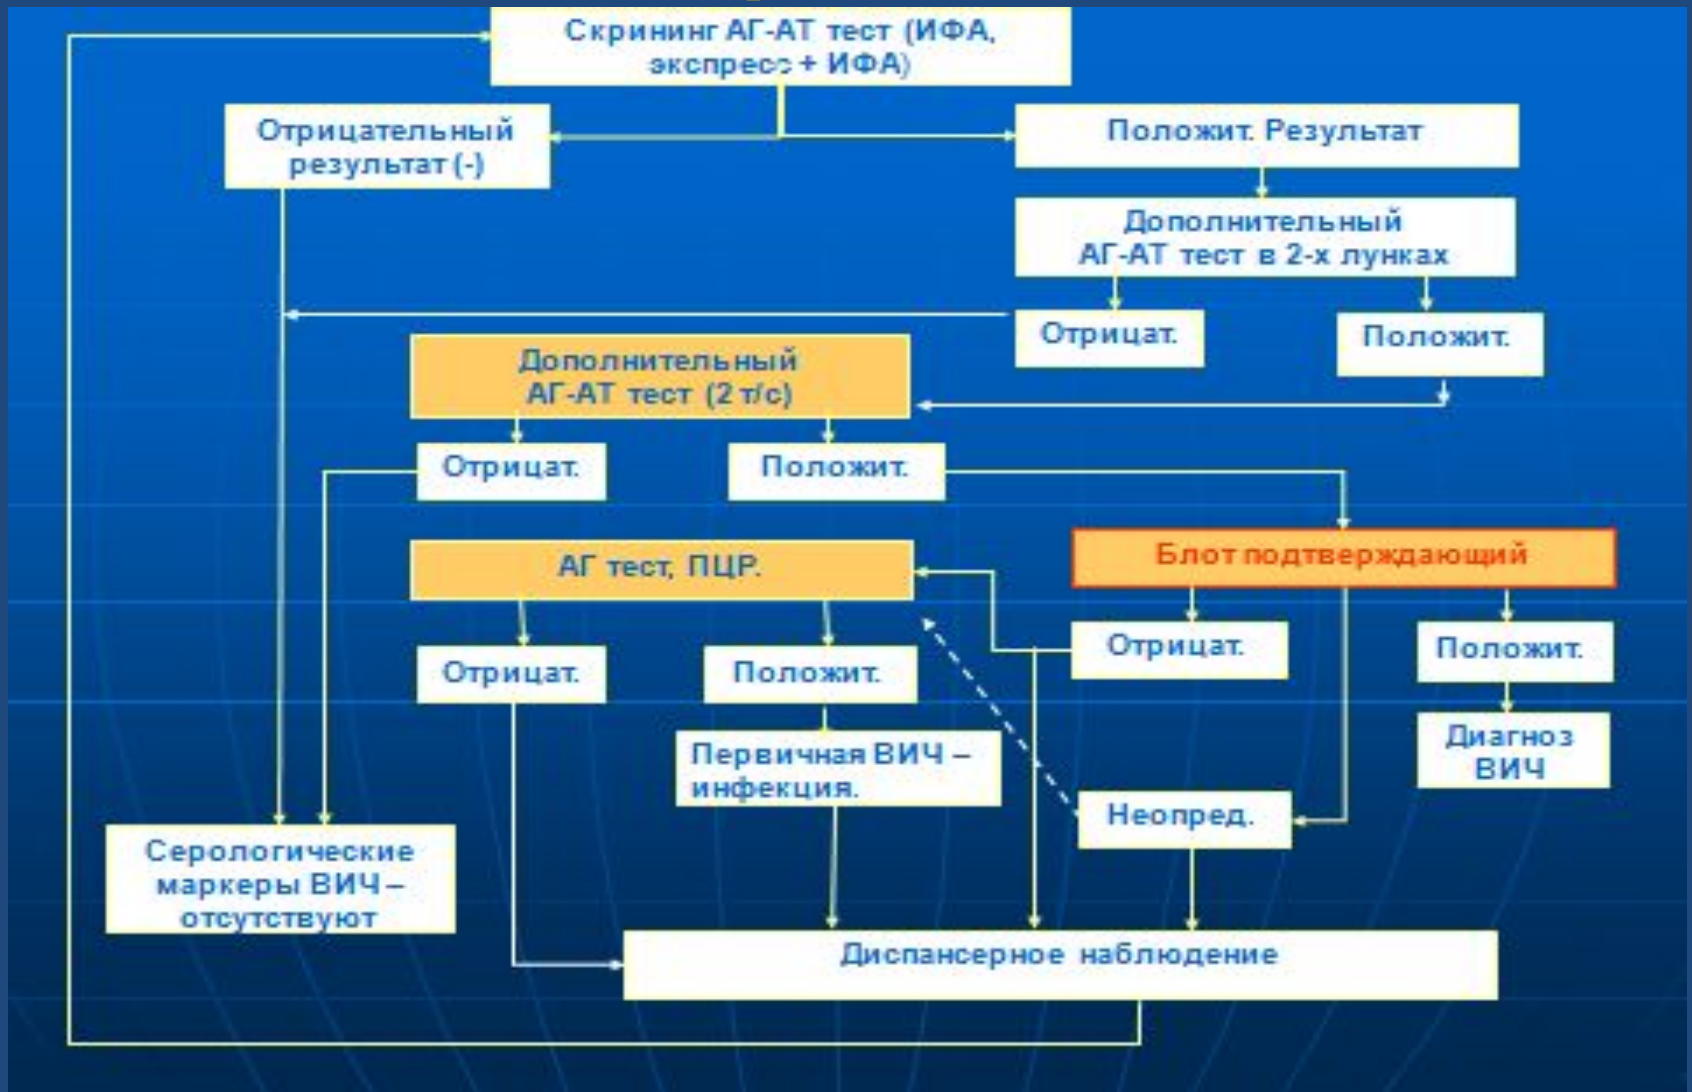 Скрининг АГ-АТ тест (ИФА,
экспресс + ИФА)
Отрицательный
результат (-)
Положит. Результат
Дополнительный
АГ-АТ тест в 2-х лунках
Отрицат.
Положит.
Дополнительный
АГ-АТ тест (2 т/с)
Отрицат.
Положит.
Блот подтверждающий
АГ тест, ПЦР.
Отрицат.
Положит.
Отрицат.
Положит.
Первичная ВИЧ –
инфекция.
Диагноз
ВИЧ
Неопред.
Серологические
маркеры ВИЧ –
отсутствуют
Диспансерное наблюдение